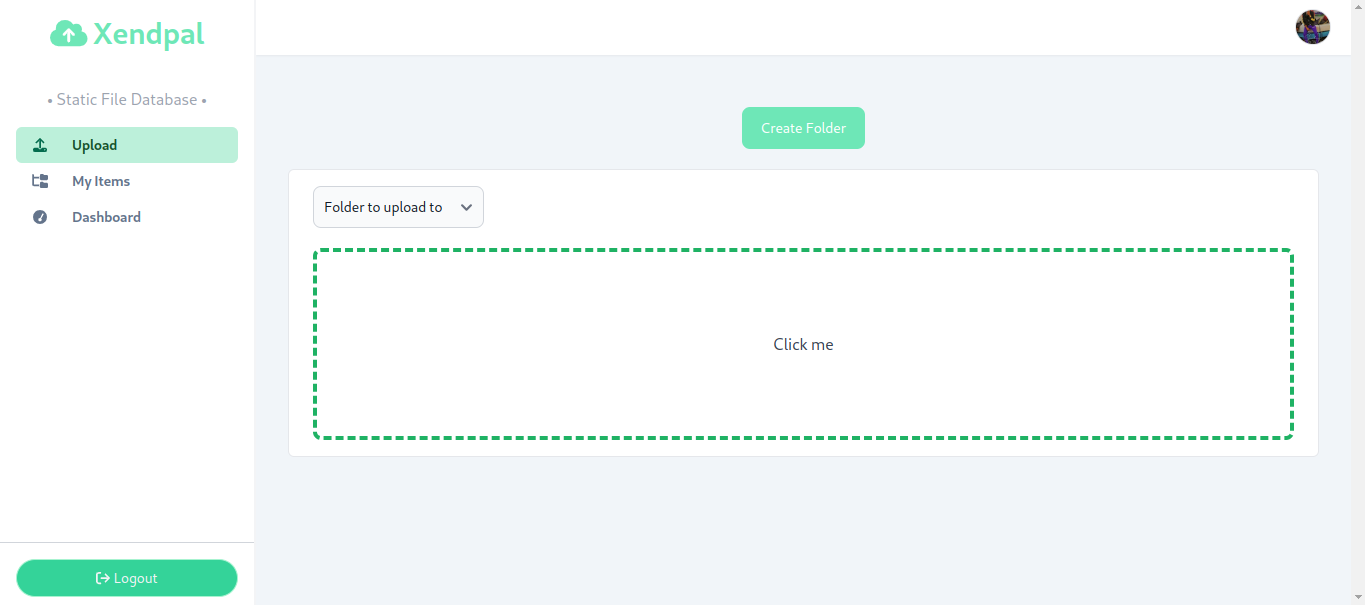 Xendpal
• Static File Database •
Upload
My Items
Dashboard
Logout
Create Folder
Folder to upload to
Click me